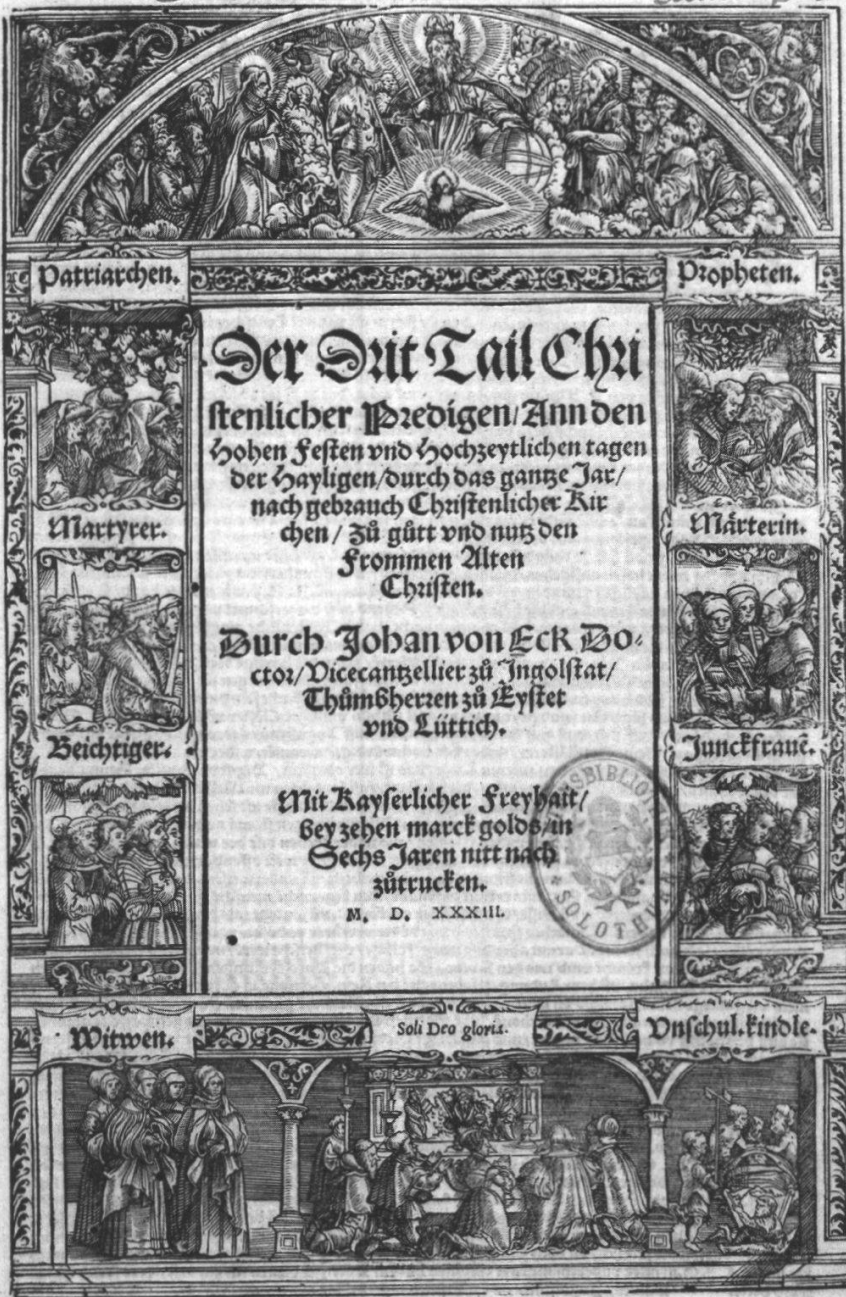 Patriarchen.
Propheten.
Der Drit Tail Chri
stenlicher Predigen/Ann den
Hohen Festen vnd Hochzeytlichen tagen
der Hayligen/durch das gantze Jar/
nach gebrauch Christenlicher Kir
chen/ Zů gůtt vnd nutz den
Frommen Alten
Christen.
Martyrer.
Märterin.
Durch Johan von Eck Do-
ctor/Vicecantzellier zů Ingolstat/
Thůmbherren zů Eystet
vnd Lüttich.
Beichtiger.
Junckfrauē.
Mit Kayserlicher Freyhait/
bey zehen marck golds/in
Sechs Jaren nitt nach
zůtrucken.
M. D. XXXIII.
SOLOTHURN
Witwen.
Soli Deo gloria.
Vnschul.kindle.